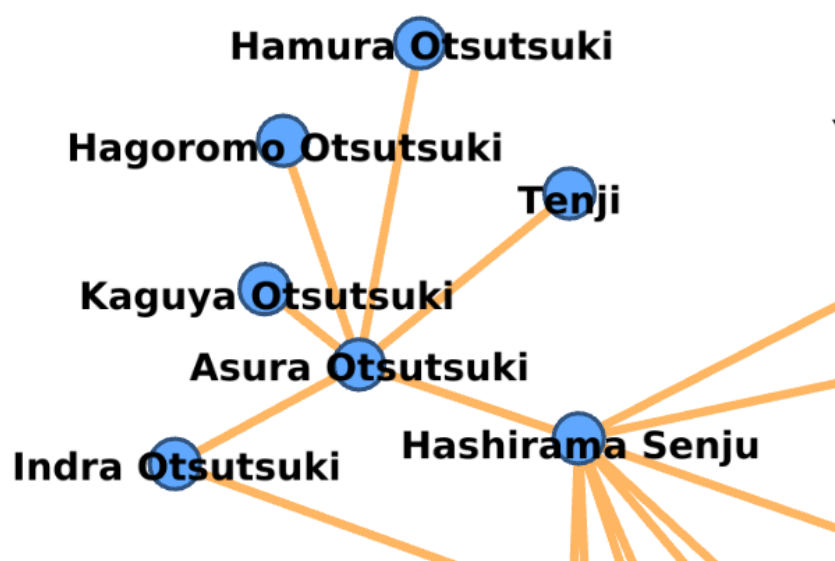 Hamura Otsutsuki
Hagoromo Otsutsuki
Tenji
Kaguya Otsutsuki
Asura Otsutsuki
Hashirama Senju
Indra Otsutsuki